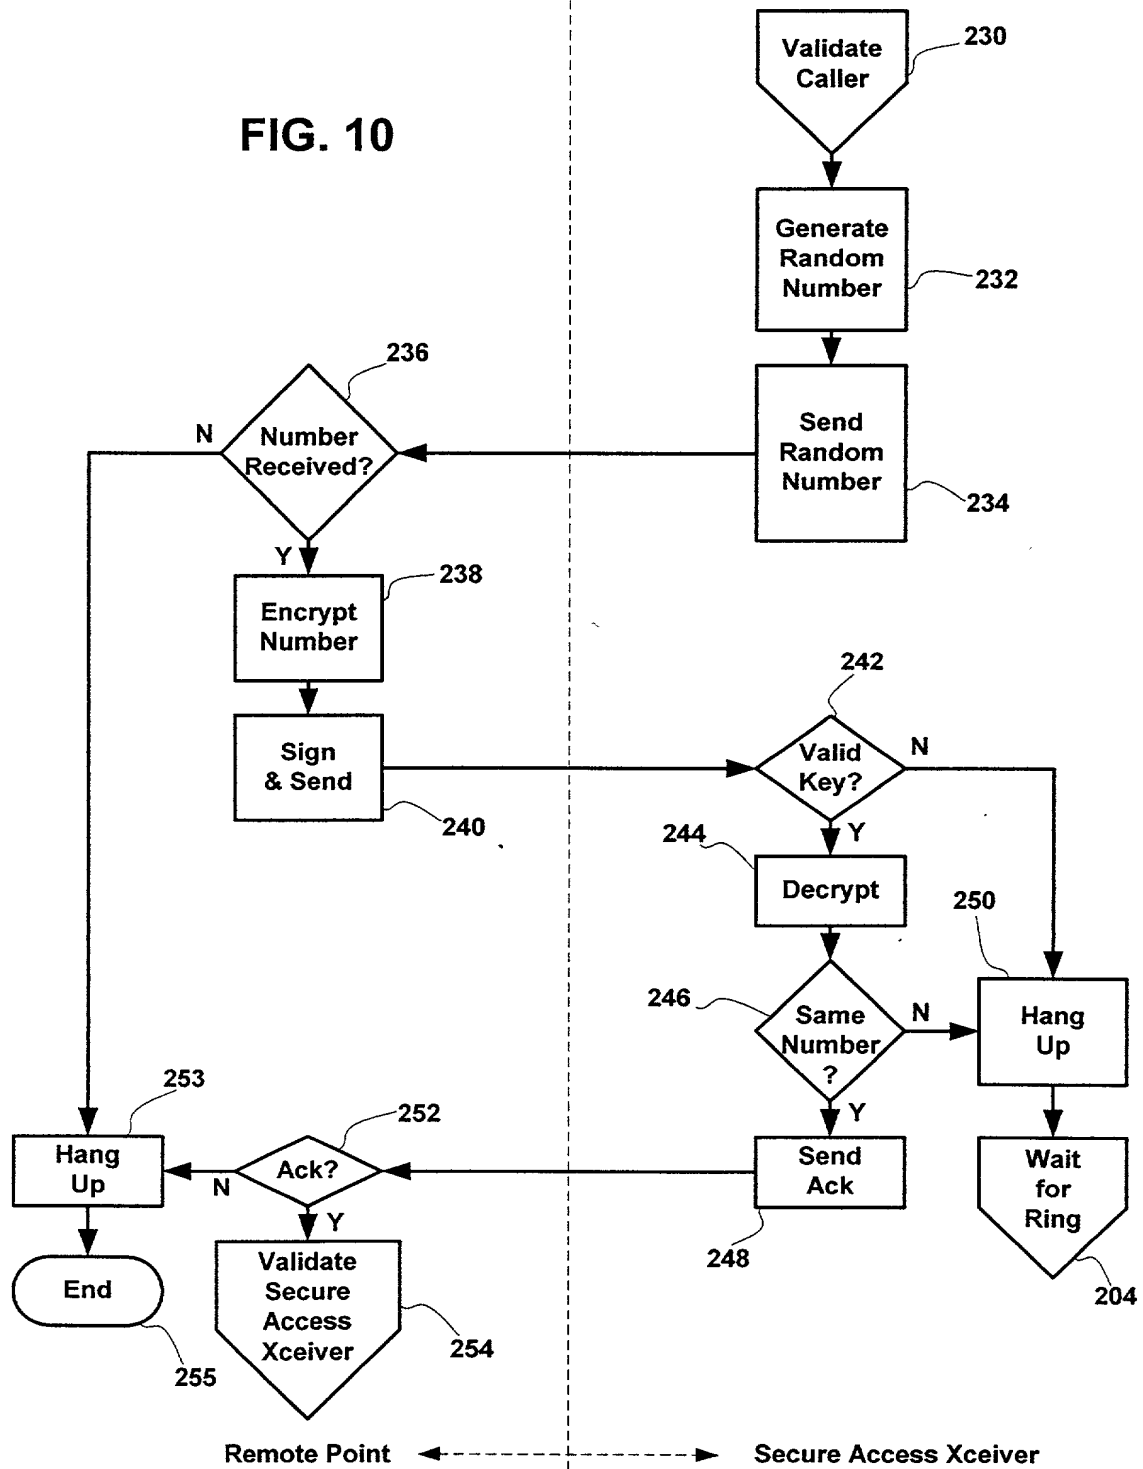 Validate
Caller
230
FIG. 10
Generate
Random
Number
232
236
N
Number
Received?
Send
Random
Number
234
Y
238
Encrypt
Number
242
Sign
& Send
240
Valid
Key?
N
Y
244
Decrypt
250
246
Same
Number
?
N
Hang
Up
Y
253
252
Hang
Up
N
Ack?
Send
Ack
Wait
for
Ring
Y
248
End
Validate
Secure
Access
Xceiver
204
254
255
Remote Point
Secure Access Xceiver